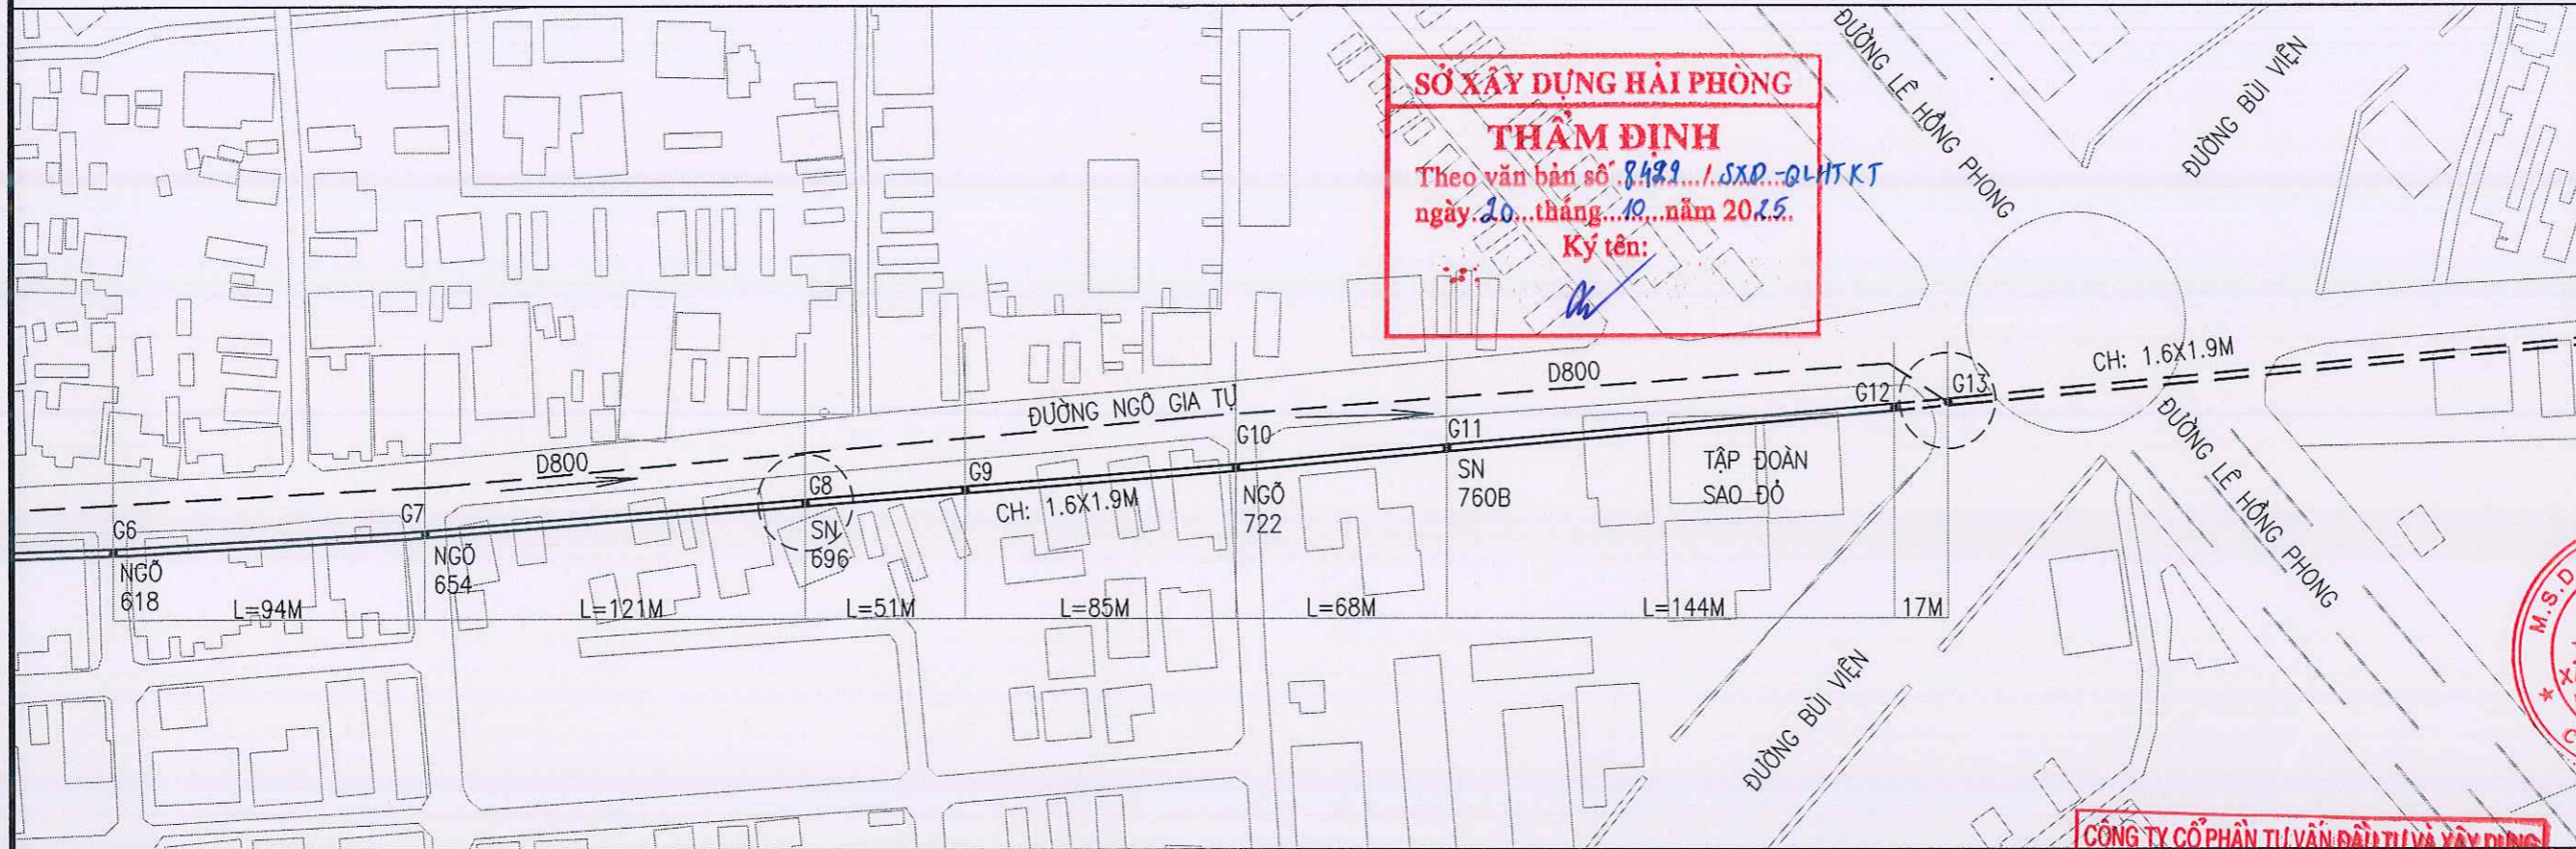 ĐƯỜNG LÊ HỒNG PHONG
ĐƯỜNG BÙI VIỆN
SỞ XÂY DỰNG HẢI PHÒNG
THẨM ĐỊNH
Theo văn bản số 8499 / SXD-QLHTKT
ngày 20 tháng 10 năm 2025
Ký tên:
CH: 1.6X1.9M
D800
G12
G13
ĐƯỜNG NGÔ GIA TỰ
ĐƯỜNG LÊ HỒNG PHONG
G10
G11
D800
G9
TẬP ĐOÀN
SAO ĐỎ
SN
760B
G8
CH: 1.6X1.9M
NGÕ
722
G7
SN
696
G6
NGÕ
654
NGÕ
618
L=94M
L=121M
L=51M
L=85M
L=68M
L=144M
17M
M.S.D
ĐƯỜNG BÙI VIỆN
CÔNG TY CỔ PHẦN TƯ VẤN ĐẦU TƯ VÀ XÂY DỰNG